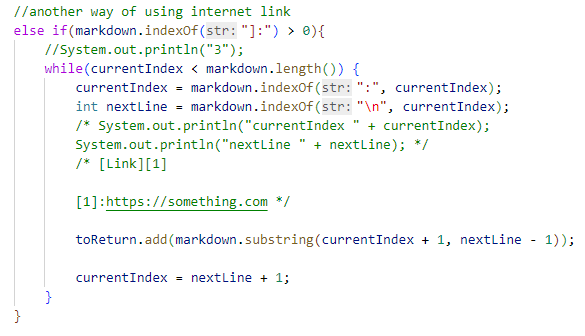 //another way of using internet link
else if(markdown.indexOf(str: "]:") > 0){
//System.out.println("3");
while(currentIndex < markdown.length()) {
currentIndex = markdown.indexOf(str: ":", currentIndex);
int nextLine = markdown.indexOf(str: "\n", currentIndex);
/* System.out.println("currentIndex " + currentIndex);
System.out.println("nextLine " + nextLine); */
/* [Link][1]
[1]:https://something.com */
toReturn.add(markdown.substring(currentIndex + 1, nextLine - 1));
currentIndex = nextLine + 1;
}
}